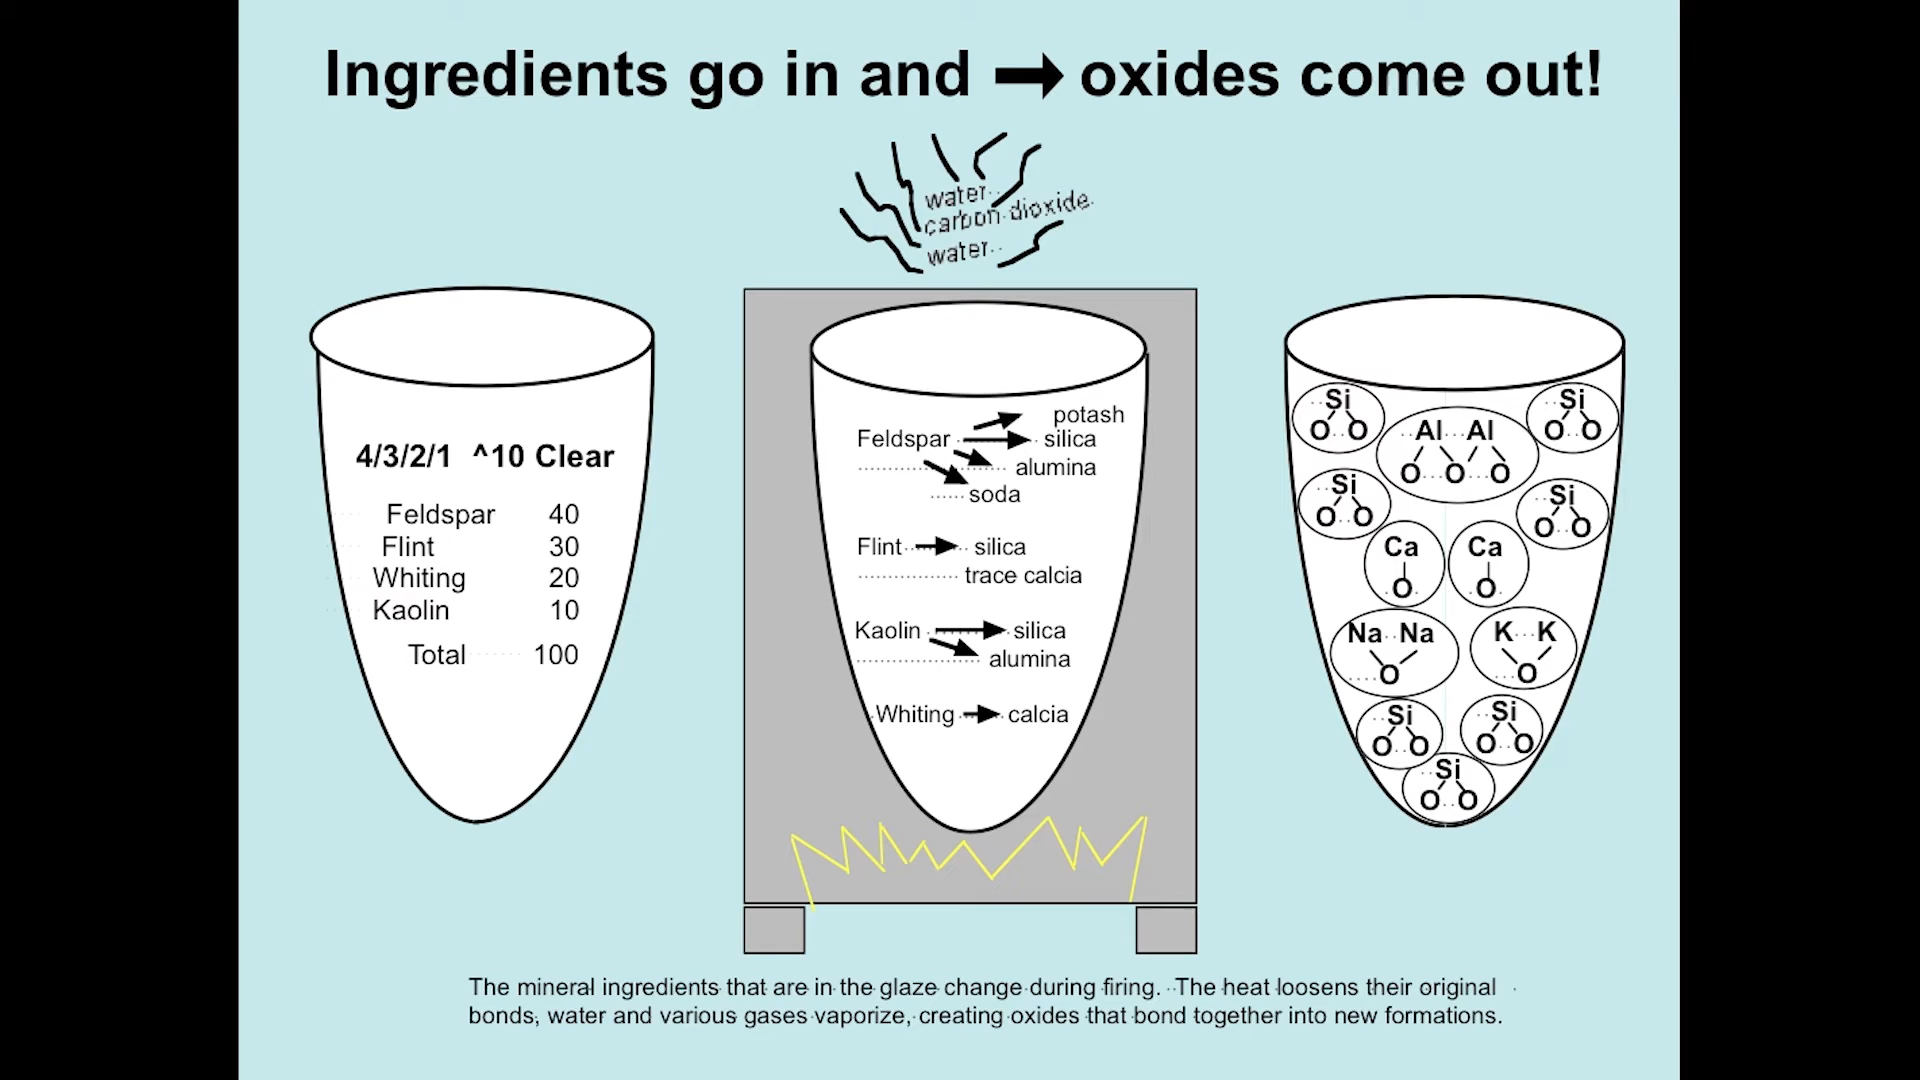 Ingredients go in and → oxides come out!
water
carbon dioxide
water
4/3/2/1 ^10 Clear
Feldspar 40
Flint 30
Whiting 20
Kaolin 10
Total 100
potash
Feldspar silica
alumina
soda
Flint silica
trace calcia
Kaolin silica
alumina
Whiting calcia
Si Si
O O O O
Al Al
O O O
Si Si
O O O O
Ca Ca
O O
Na Na K K
O O
Si Si
O O O O
Si
O O
The mineral ingredients that are in the glaze change during firing. The heat loosens their original
bonds, water and various gases vaporize, creating oxides that bond together into new formations.